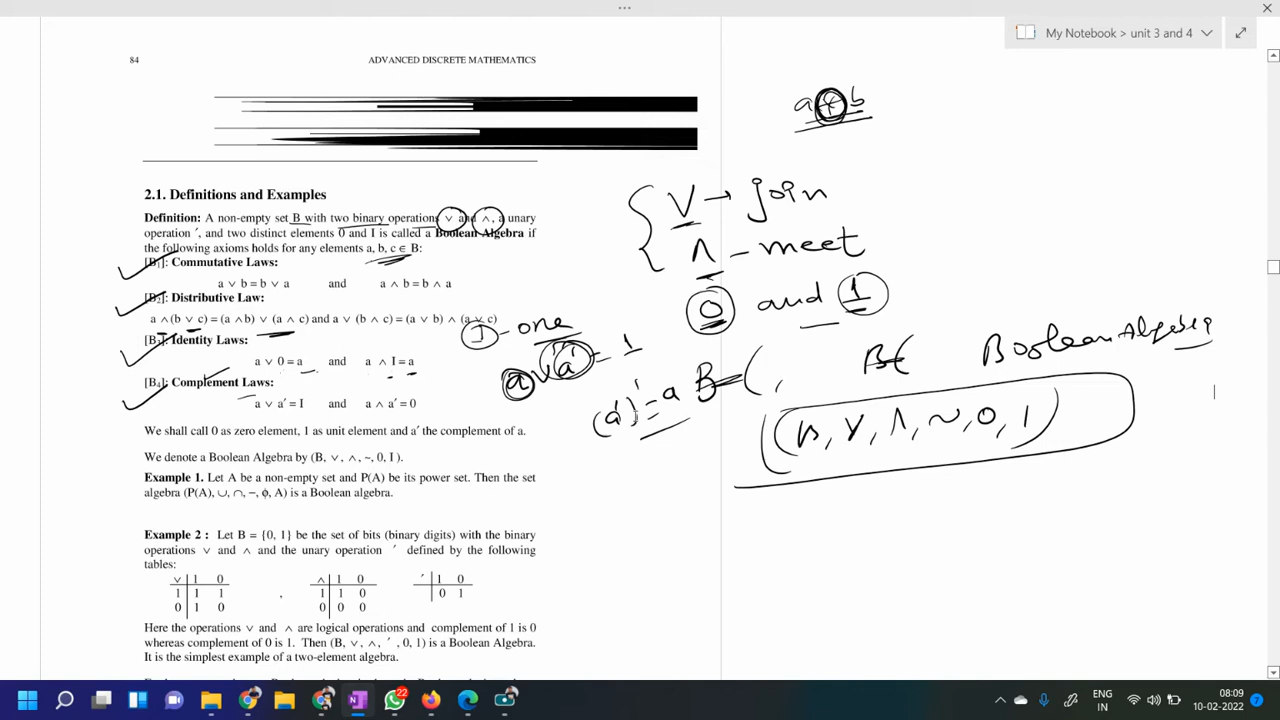 My Notebook > unit 3 and 4
84 ADVANCED DISCRETE MATHEMATICS
2.1. Definitions and Examples
Definition: A non-empty set B with two binary operations ∨ and ∧, a unary
operation ′, and two distinct elements 0 and I is called a Boolean Algebra if
the following axioms holds for any elements a, b, c ∈ B:
[B₁]: Commutative Laws:
a ∨ b = b ∨ a and a ∧ b = b ∧ a
[B₂]: Distributive Law:
a ∧ (b ∨ c) = (a ∧ b) ∨ (a ∧ c) and a ∨ (b ∧ c) = (a ∨ b) ∧ (a ∨ c)
[B₃]: Identity Laws:
a ∨ 0 = a and a ∧ I = a
[B₄]: Complement Laws:
a ∨ a′ = I and a ∧ a′ = 0
We shall call 0 as zero element, 1 as unit element and a′ the complement of a.
We denote a Boolean Algebra by (B, ∨, ∧, ~, 0, I ).
Example 1. Let A be a non-empty set and P(A) be its power set. Then the set
algebra (P(A), ∪, ∩, −, ϕ, A) is a Boolean algebra.
Example 2 : Let B = {0, 1} be the set of bits (binary digits) with the binary
operations ∨ and ∧ and the unary operation ′ defined by the following
tables:
∨ 1 0 ∧ 1 0 ′ 1 0
1 1 1 , 1 1 0 0 1
0 1 0 0 0 0
Here the operations ∨ and ∧ are logical operations and complement of 1 is 0
whereas complement of 0 is 1. Then (B, ∨, ∧, ′ , 0, 1) is a Boolean Algebra.
It is the simplest example of a two-element algebra.
∨ → join
∧ - meet
0 and 1
I - one
a ∨ a′ = 1
(a′)′ = a
B (,
B( Boolean Algebra
(B, ∨, ∧, ~, 0, 1)
22
ENG
IN
08:09
10-02-2022